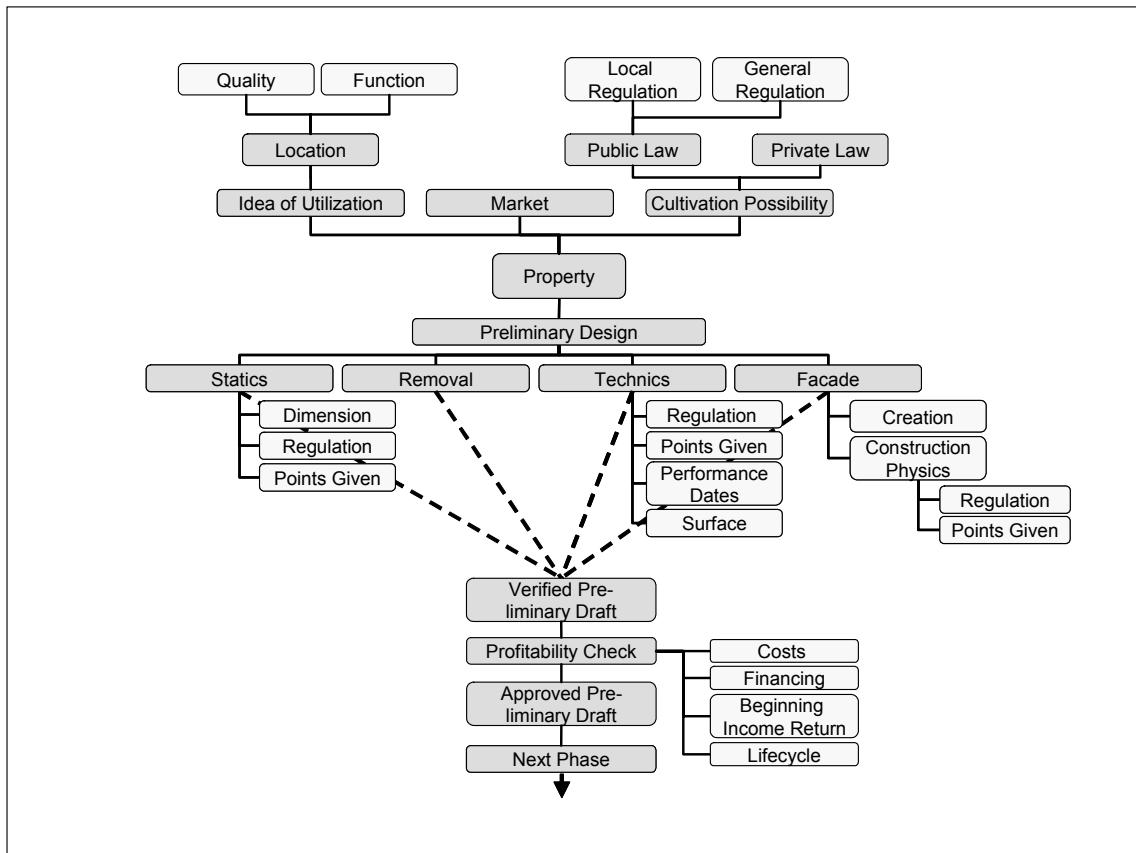 Quality
Function
Local
Regulation
General
Regulation
Location
Public Law
Private Law
Idea of Utilization
Market
Cultivation Possibility
Property
Preliminary Design
Statics
Removal
Technics
Facade
Dimension
Regulation
Points Given
Regulation
Points Given
Performance
Dates
Surface
Creation
Construction
Physics
Regulation
Points Given
Verified Pre-
liminary Draft
Profitability Check
Costs
Financing
Beginning
Income Return
Lifecycle
Approved Pre-
liminary Draft
Next Phase